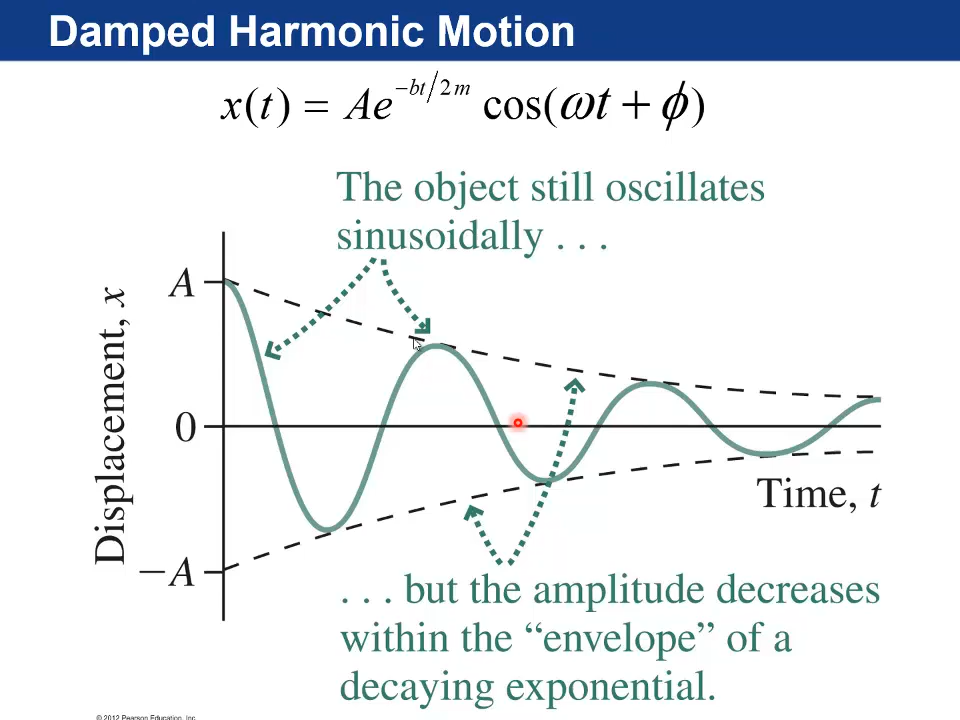 Damped Harmonic Motion
x(t) = Ae^{-bt/2m} cos(ωt + ϕ)
The object still oscillates
sinusoidally . . .
A
Displacement, x
0
Time, t
−A
. . . but the amplitude decreases
within the “envelope” of a
decaying exponential.
© 2012 Pearson Education, Inc.